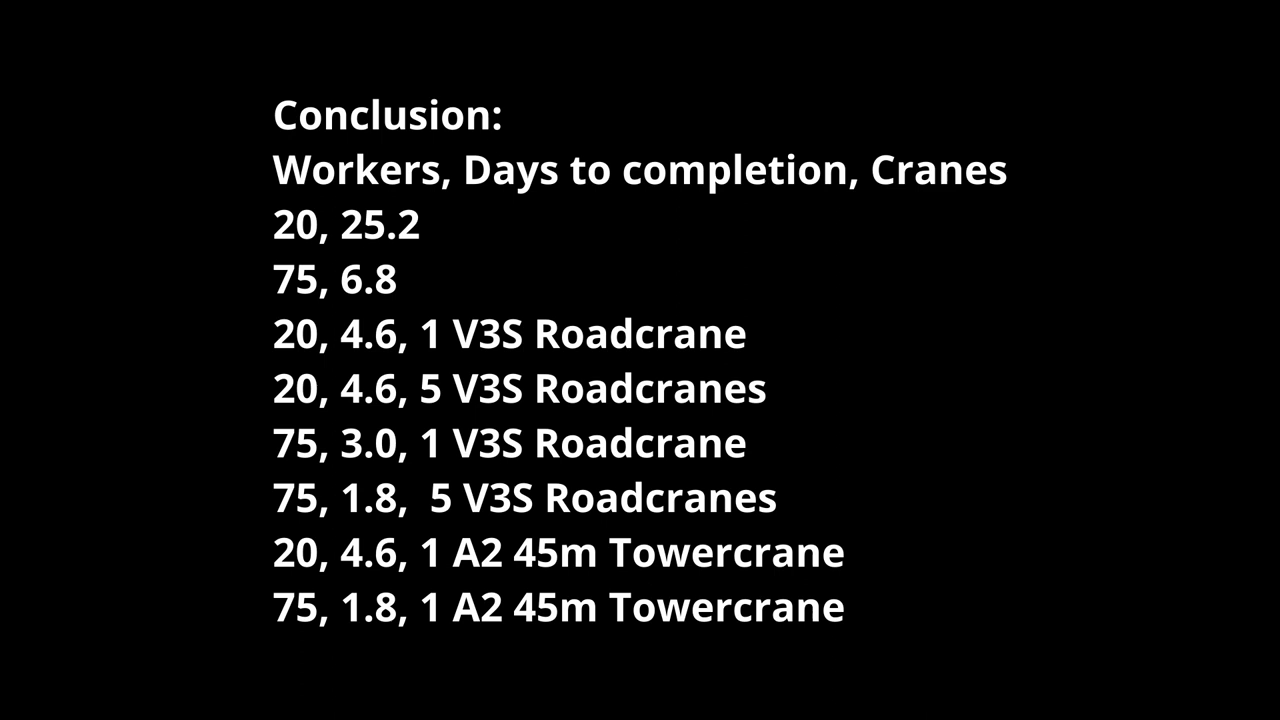 Conclusion:
Workers, Days to completion, Cranes
20, 25.2
75, 6.8
20, 4.6, 1 V3S Roadcrane
20, 4.6, 5 V3S Roadcranes
75, 3.0, 1 V3S Roadcrane
75, 1.8,  5 V3S Roadcranes
20, 4.6, 1 A2 45m Towercrane
75, 1.8, 1 A2 45m Towercrane